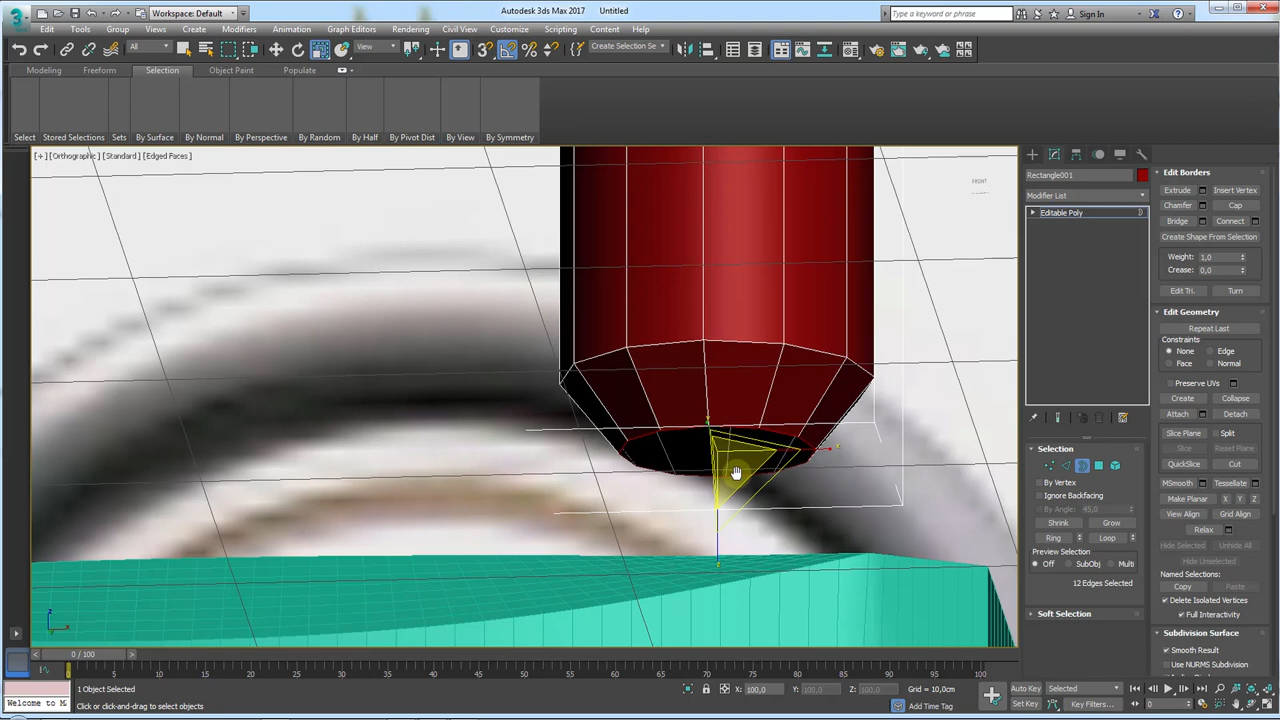 Workspace: Default
Autodesk 3ds Max 2017 Untitled
Type a keyword or phrase
Sign In
Edit Tools Group Views Create Modifiers Animation Graph Editors Rendering Civil View Customize Scripting Content Help
All
View
Create Selection Se
Modeling Freeform Selection Object Paint Populate
Select Stored Selections Sets By Surface By Normal By Perspective By Random By Half By Pivot Dist By View By Symmetry
[+] [Orthographic] [Standard] [Edged Faces]
FRONT
Rectangle001
Modifier List
Editable Poly
Selection
By Vertex
Ignore Backfacing
By Angle: 45,0
Shrink Grow
Ring Loop
Preview Selection
Off SubObj Multi
12 Edges Selected
Soft Selection
Edit Borders
Extrude Insert Vertex
Chamfer Cap
Bridge Connect
Create Shape From Selection
Weight: 1,0
Crease: 0,0
Edit Tri. Turn
Edit Geometry
Repeat Last
Constraints
None Edge
Face Normal
Preserve UVs
Create Collapse
Attach Detach
Slice Plane Split
QuickSlice Cut
MSmooth Tessellate
Make Planar X Y Z
View Align Grid Align
Relax
Hide Selected Unhide All
Hide Unselected
Named Selections:
Copy Paste
Delete Isolated Vertices
Full Interactivity
Subdivision Surface
Smooth Result
Use NURMS Subdivision
0 / 100
0 5 10 15 20 25 30 35 40 45 50 55 60 65 70 75 80 85 90 95 100
1 Object Selected
X: 100,0 Y: 100,0 Z: 100,0 Grid = 10,0cm
Auto Key Selected
Welcome to M
Click or click-and-drag to select objects
Add Time Tag
Set Key Key Filters... 0